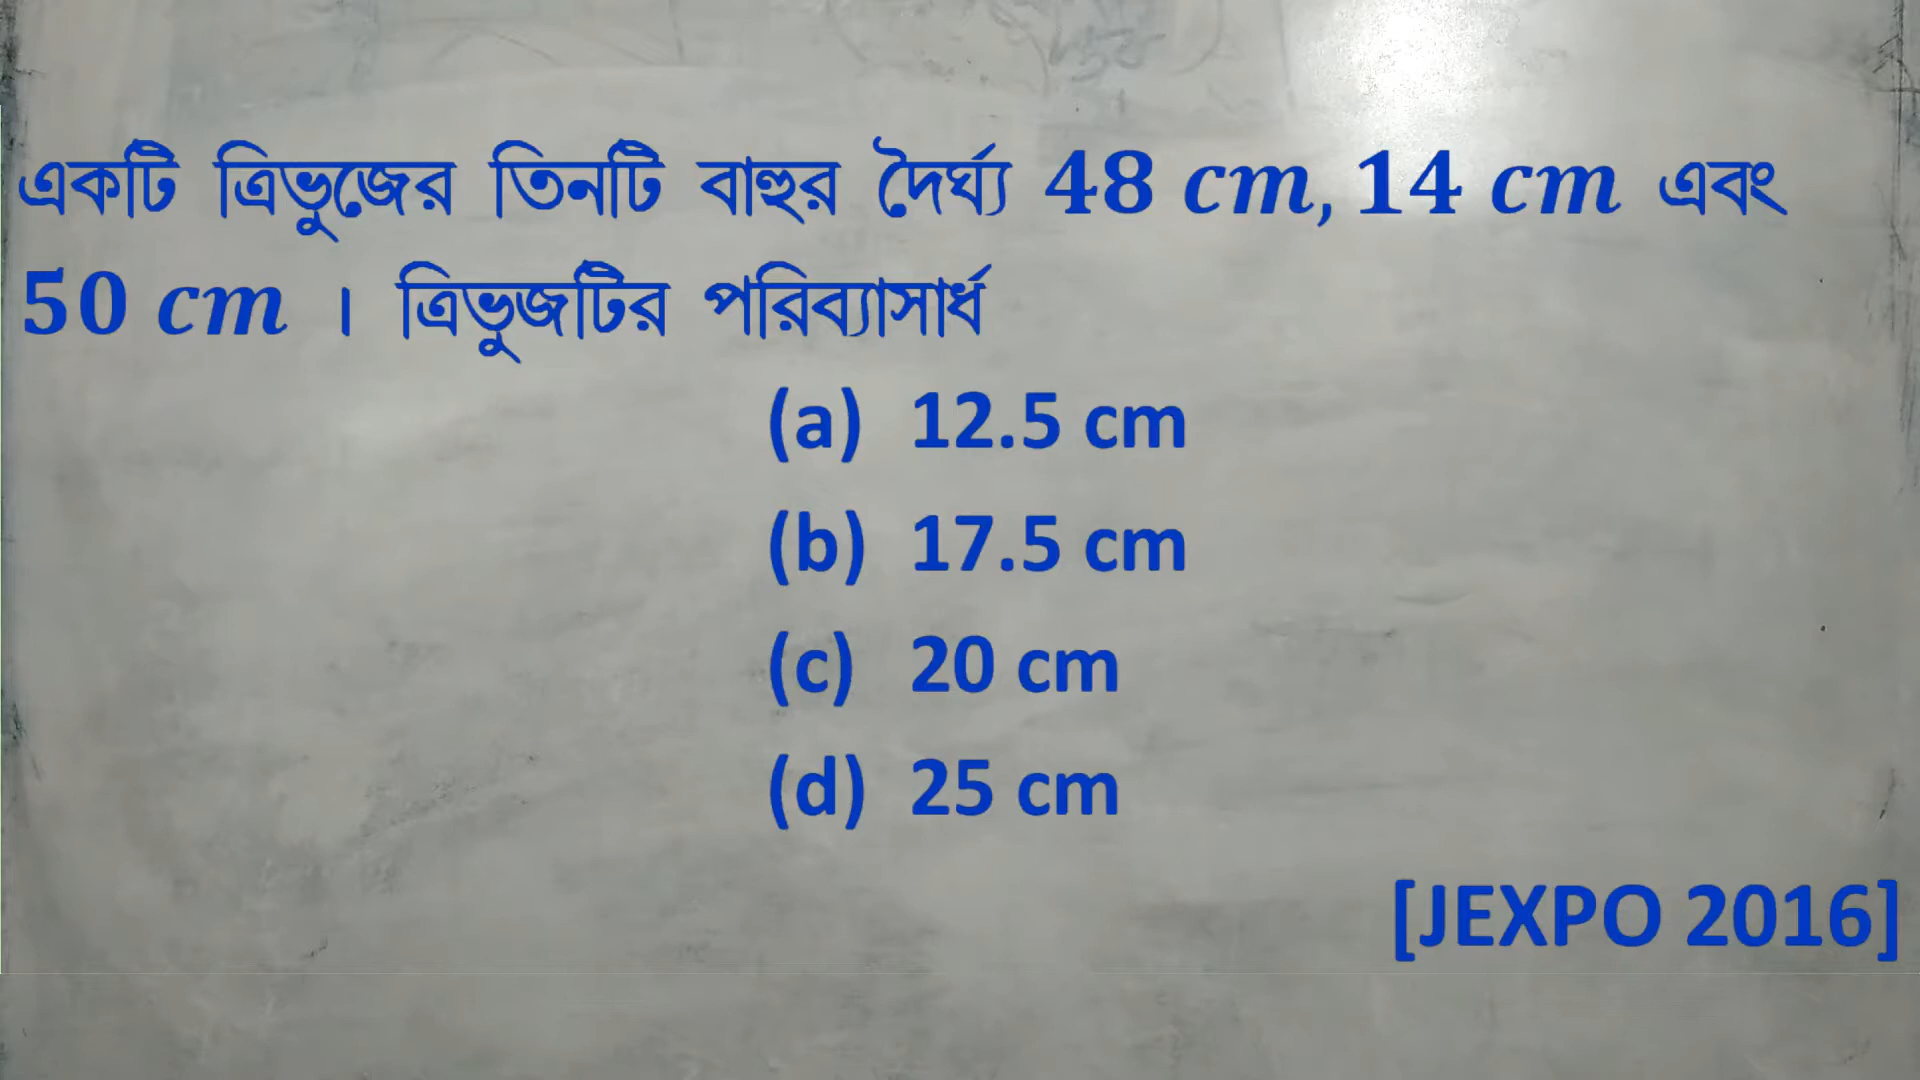 একটি ত্রিভুজের তিনটি বাহুর দৈর্ঘ্য 48 cm, 14 cm এবং
50 cm । ত্রিভুজটির পরিব্যাসার্ধ
(a) 12.5 cm
(b) 17.5 cm
(c) 20 cm
(d) 25 cm
[JEXPO 2016]